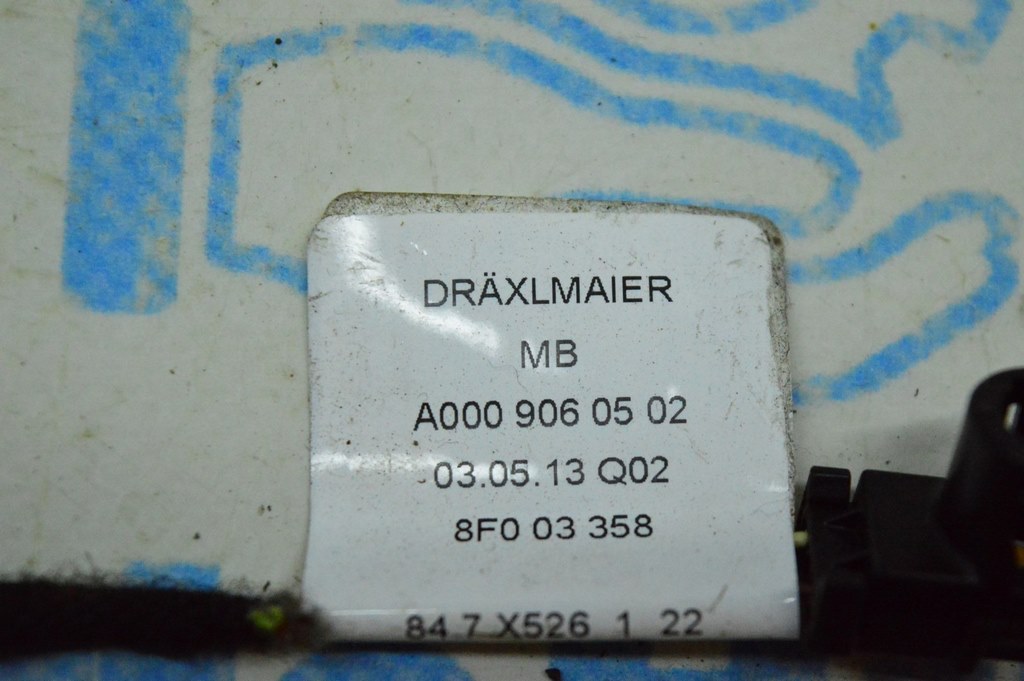 DRÄXLMAIER
MB
A000 906 05 02
03.05.13 Q02
8F0 03 358
84 7 X526 1 22